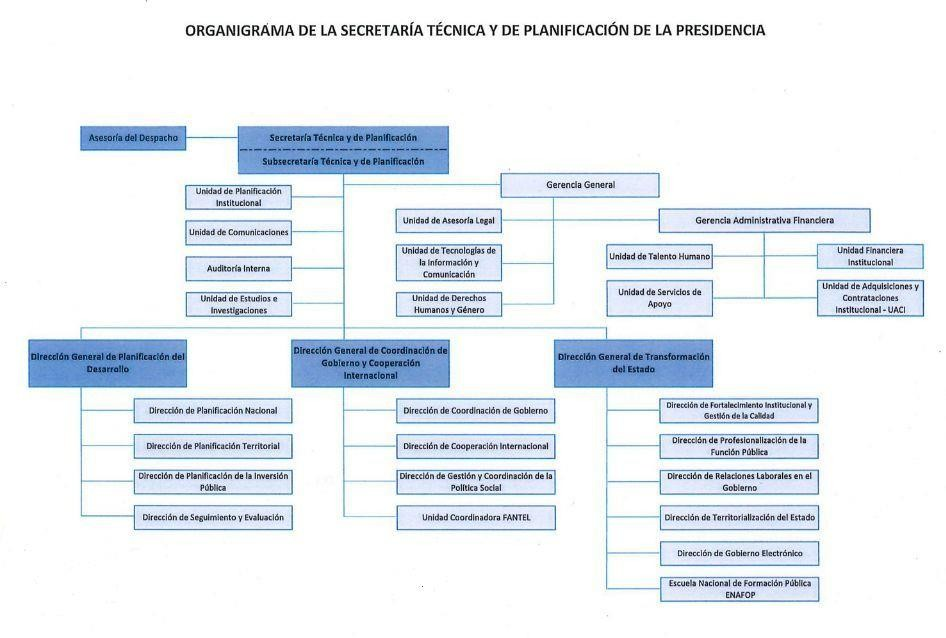 ORGANIGRAMA DE LA SECRETARÍA TÉCNICA Y DE PLANIFICACIÓN DE LA PRESIDENCIA
Asesoría del Despacho
Secretaría Técnica y de Planificación
Subsecretaría Técnica y de Planificación
Gerencia General
Unidad de Planificación
Institucional
Unidad de Comunicaciones
Auditoría Interna
Unidad de Estudios e
Investigaciones
Unidad de Asesoría Legal
Unidad de Tecnologías de
la Información y
Comunicación
Unidad de Derechos
Humanos y Género
Gerencia Administrativa Financiera
Unidad de Talento Humano
Unidad Financiera
Institucional
Unidad de Servicios de
Apoyo
Unidad de Adquisiciones y
Contrataciones
Institucional - UACI
Dirección General de Planificación del
Desarrollo
Dirección de Planificación Nacional
Dirección de Planificación Territorial
Dirección de Planificación de la Inversión
Pública
Dirección de Seguimiento y Evaluación
Dirección General de Coordinación de
Gobierno y Cooperación
Internacional
Dirección de Coordinación de Gobierno
Dirección de Cooperación Internacional
Dirección de Gestión y Coordinación de la
Política Social
Unidad Coordinadora FANTEL
Dirección General de Transformación
del Estado
Dirección de Fortalecimiento Institucional y
Gestión de la Calidad
Dirección de Profesionalización de la
Función Pública
Dirección de Relaciones Laborales en el
Gobierno
Dirección de Territorialización del Estado
Dirección de Gobierno Electrónico
Escuela Nacional de Formación Pública
ENAFOP